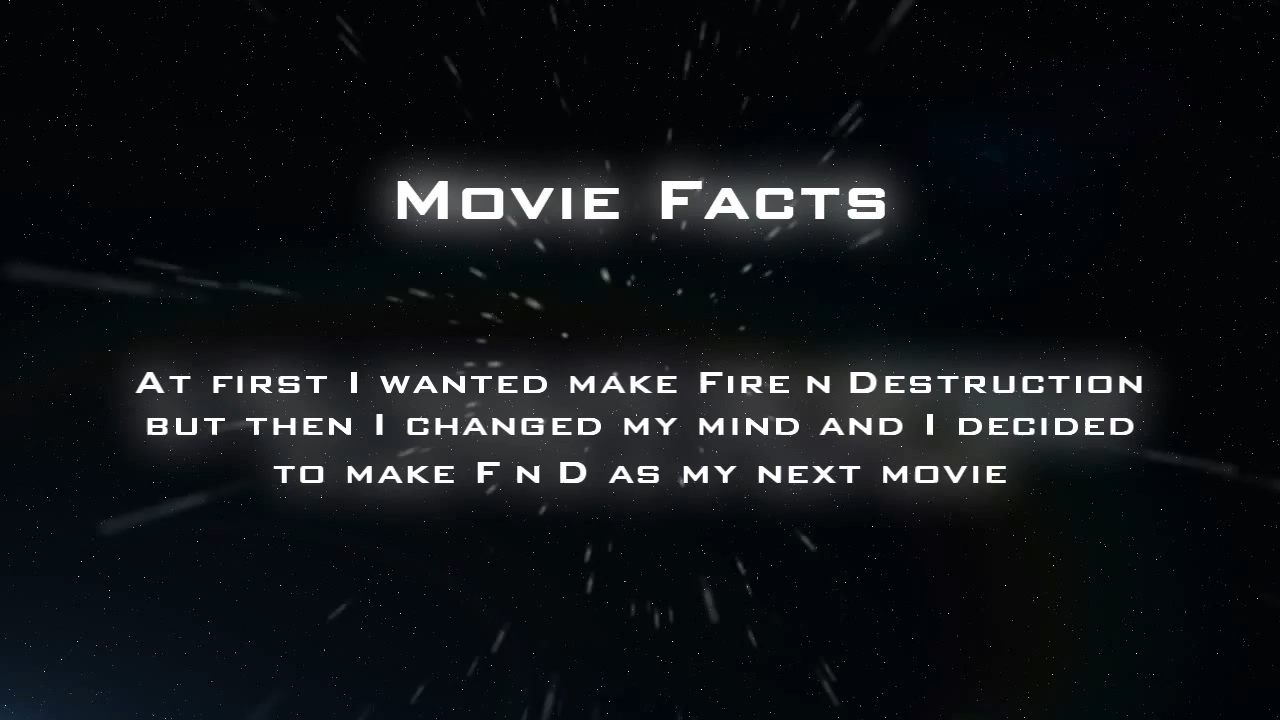 Movie Facts
At first I wanted make Fire n Destruction
but then I changed my mind and I decided
to make F n D as my next movie